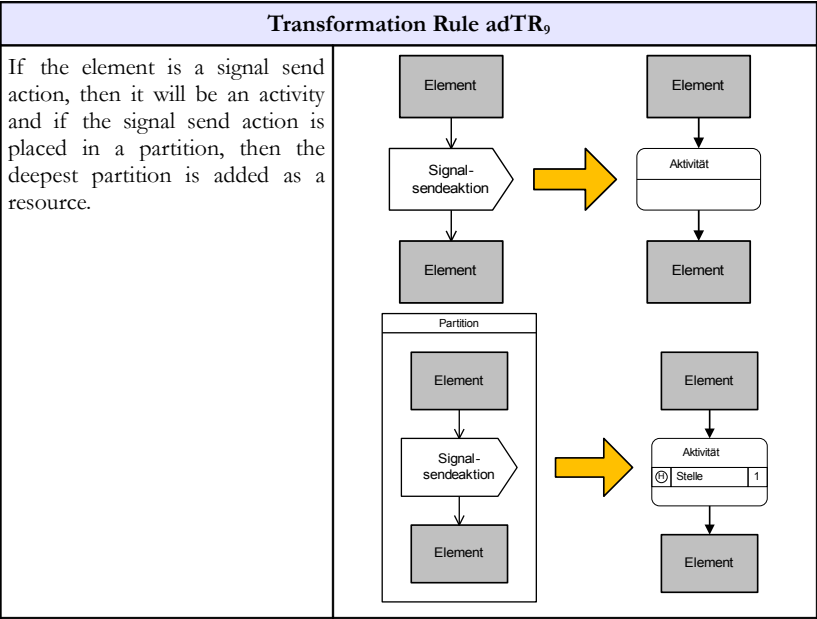 Transformation Rule adTR₉
If the element is a signal send
action, then it will be an activity
and if the signal send action is
placed in a partition, then the
deepest partition is added as a
resource.
Element
Signal-
sendeaktion
Element
Element
Aktivität
Element
Partition
Element
Signal-
sendeaktion
Element
Element
Aktivität
H Stelle 1
Element